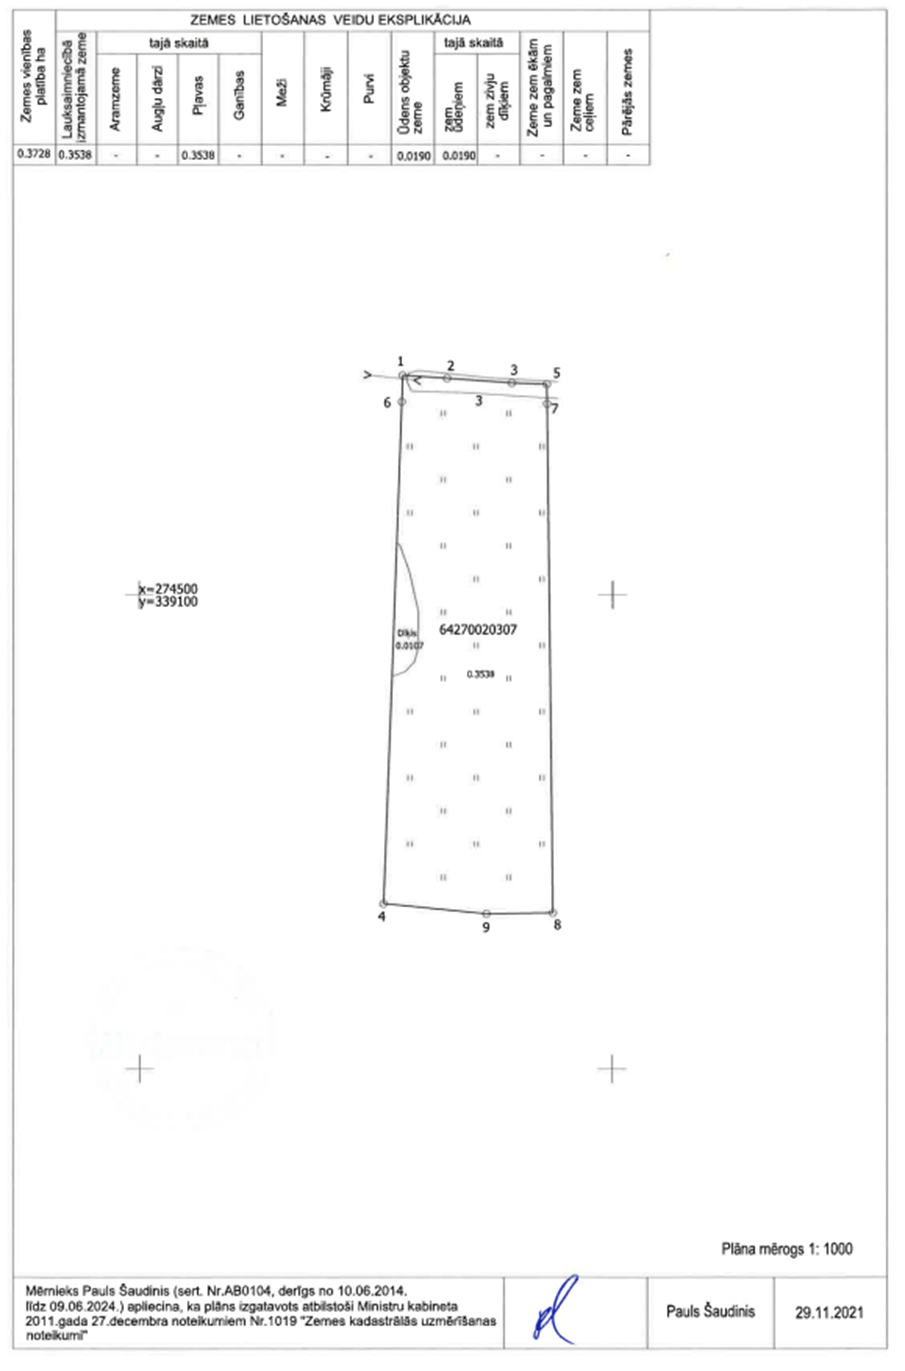 ZEMES LIETOŠANAS VEIDU EKSPLIKĀCIJA
Zemes vienības
platība ha
Lauksaimniecībā
izmantojamā zeme
tajā skaitā
Aramzeme
Augļu dārzi
Pļavas
Ganības
Meži
Krūmāji
Purvi
Ūdens objektu
zeme
tajā skaitā
zem
ūdeņiem
zem zivju
dīķiem
Zeme zem ēkām
un pagalmiem
Zeme zem
ceļiem
Pārējās zemes
0.3728 0.3538 - - 0.3538 - - - - 0.0190 0.0190 - - - -
1
2
3
5
6
3
7
x=274500
y=339100
Dīķis
0.0107
64270020307
0.3538
4
9
8
Plāna mērogs 1: 1000
Mērnieks Pauls Šaudinis (sert. Nr.AB0104, derīgs no 10.06.2014.
līdz 09.06.2024.) apliecina, ka plāns izgatavots atbilstoši Ministru kabineta
2011.gada 27.decembra noteikumiem Nr.1019 "Zemes kadastrālās uzmērīšanas
noteikumi"
Pauls Šaudinis
29.11.2021